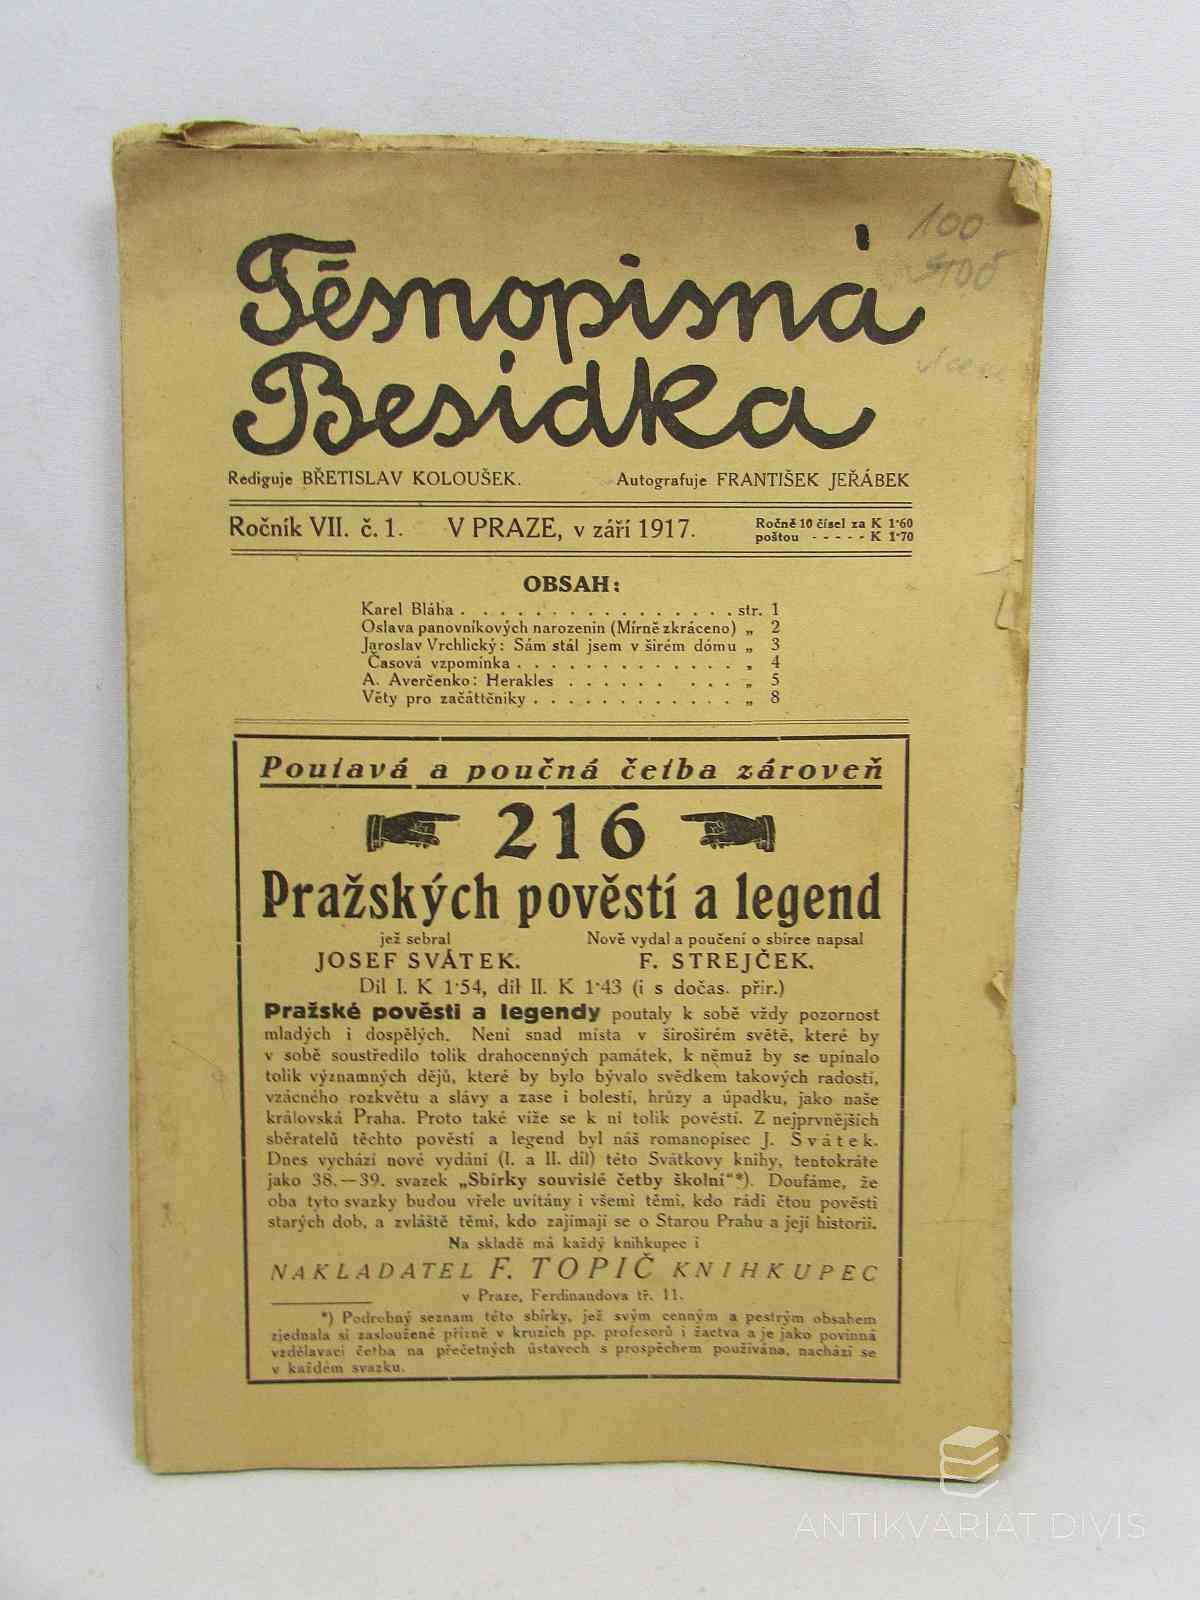 Těsnopisná
Besídka
100
Rediguje BŘETISLAV KOLOUŠEK. Autografuje FRANTIŠEK JEŘÁBEK
Ročník VII. č. 1. V PRAZE, v září 1917. Ročně 10 čísel za K 1·60
poštou - - - - - K 1·70
OBSAH:
Karel Bláha . . . . . . . . . . . . . . . . str. 1
Oslava panovníkových narozenin (Mírně zkráceno) „ 2
Jaroslav Vrchlický: Sám stál jsem v širém dómu „ 3
Časová vzpomínka . . . . . . . . . . . . . „ 4
A. Averčenko: Herakles . . . . . . . . . „ 5
Věty pro začáttčníky . . . . . . . . . . . . „ 8
Poutavá a poučná četba zároveň
216
Pražských pověstí a legend
jež sebral Nově vydal a poučení o sbírce napsal
JOSEF SVÁTEK. F. STREJČEK.
Díl I. K 1·54, díl II. K 1·43 (i s dočas. přir.)
Pražské pověsti a legendy poutaly k sobě vždy pozornost
mladých i dospělých. Není snad místa v širošírém světě, které by
v sobě soustředilo tolik drahocenných památek, k němuž by se upínalo
tolik významných dějů, které by bylo bývalo svědkem takových radostí,
vzácného rozkvětu a slávy a zase i bolestí, hrůzy a úpadku, jako naše
královská Praha. Proto také víže se k ní tolik pověstí. Z nejprvnějších
sběratelů těchto pověstí a legend byl náš romanopisec J. Svátek.
Dnes vychází nové vydání (I. a II. díl) této Svátkovy knihy, tentokráte
jako 38.—39. svazek „Sbírky souvislé četby školní“*). Doufáme, že
oba tyto svazky budou vřele uvítány i všemi těmi, kdo rádi čtou pověsti
starých dob, a zvláště těmi, kdo zajímají se o Starou Prahu a její historii.
Na skladě má každý knihkupec i
NAKLADATEL F. TOPIČ KNIHKUPEC
v Praze, Ferdinandova tř. 11.
*) Podrobný seznam této sbírky, jež svým cenným a pestrým obsahem
zjednala si zasloužené přízně v kruzích pp. profesorů i žactva a je jako povinná
vzdělavací četba na přečetných ústavech s prospěchem používána, nachází se
v každém svazku.
ANTIKVARIÁT DIVIŠ